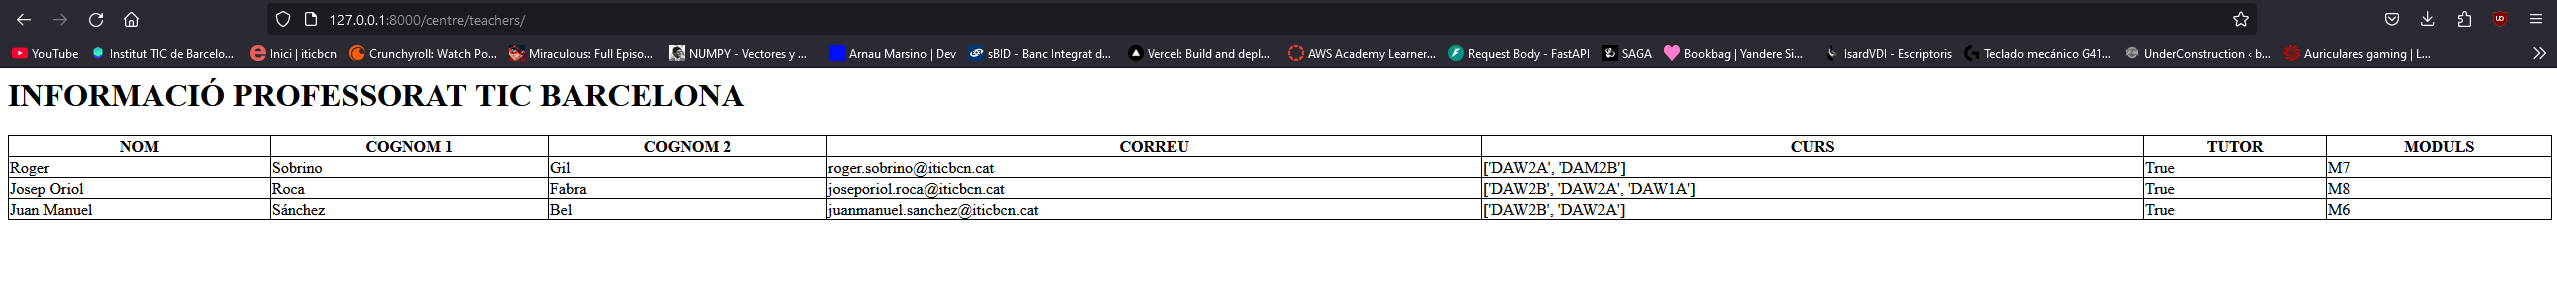 127.0.0.1:8000/centre/teachers/
YouTube Institut TIC de Barcelo... Inici | iticbcn Crunchyroll: Watch Po... Miraculous: Full Episo... NUMPY - Vectores y ... Arnau Marsino | Dev sBID - Banc Integrat d... Vercel: Build and depl... AWS Academy Learner... Request Body - FastAPI SAGA Bookbag | Yandere Si... IsardVDI - Escriptoris Teclado mecánico G41... UnderConstruction ‹ b... Auriculares gaming | L...
INFORMACIÓ PROFESSORAT TIC BARCELONA
NOM COGNOM 1 COGNOM 2 CORREU CURS TUTOR MODULS
Roger Sobrino Gil roger.sobrino@iticbcn.cat ['DAW2A', 'DAM2B'] True M7
Josep Oriol Roca Fabra joseporiol.roca@iticbcn.cat ['DAW2B', 'DAW2A', 'DAW1A'] True M8
Juan Manuel Sánchez Bel juanmanuel.sanchez@iticbcn.cat ['DAW2B', 'DAW2A'] True M6